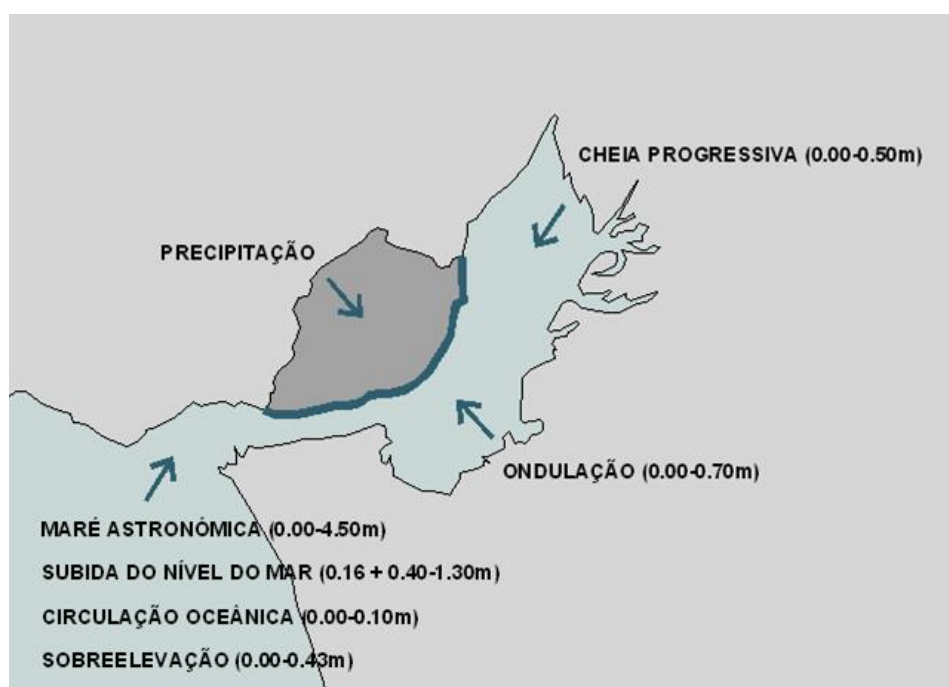 CHEIA PROGRESSIVA (0.00-0.50m)
PRECIPITAÇÃO
ONDULAÇÃO (0.00-0.70m)
MARÉ ASTRONÓMICA (0.00-4.50m)
SUBIDA DO NÍVEL DO MAR (0.16 + 0.40-1.30m)
CIRCULAÇÃO OCEÂNICA (0.00-0.10m)
SOBREELEVAÇÃO (0.00-0.43m)